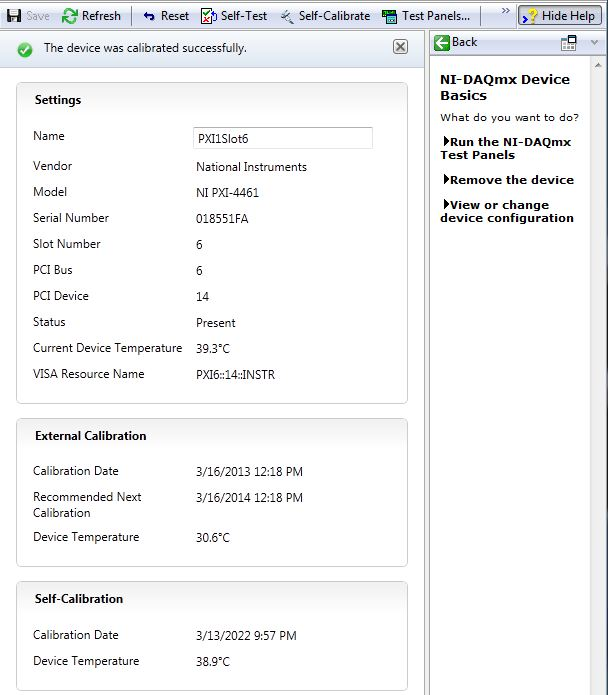 Save Refresh Reset Self-Test Self-Calibrate Test Panels... » Hide Help
The device was calibrated successfully.
Back
Settings
Name PXI1Slot6
Vendor National Instruments
Model NI PXI-4461
Serial Number 018551FA
Slot Number 6
PCI Bus 6
PCI Device 14
Status Present
Current Device Temperature 39.3°C
VISA Resource Name PXI6::14::INSTR
External Calibration
Calibration Date 3/16/2013 12:18 PM
Recommended Next 3/16/2014 12:18 PM
Calibration
Device Temperature 30.6°C
Self-Calibration
Calibration Date 3/13/2022 9:57 PM
Device Temperature 38.9°C
NI-DAQmx Device
Basics
What do you want to do?
Run the NI-DAQmx
Test Panels
Remove the device
View or change
device configuration